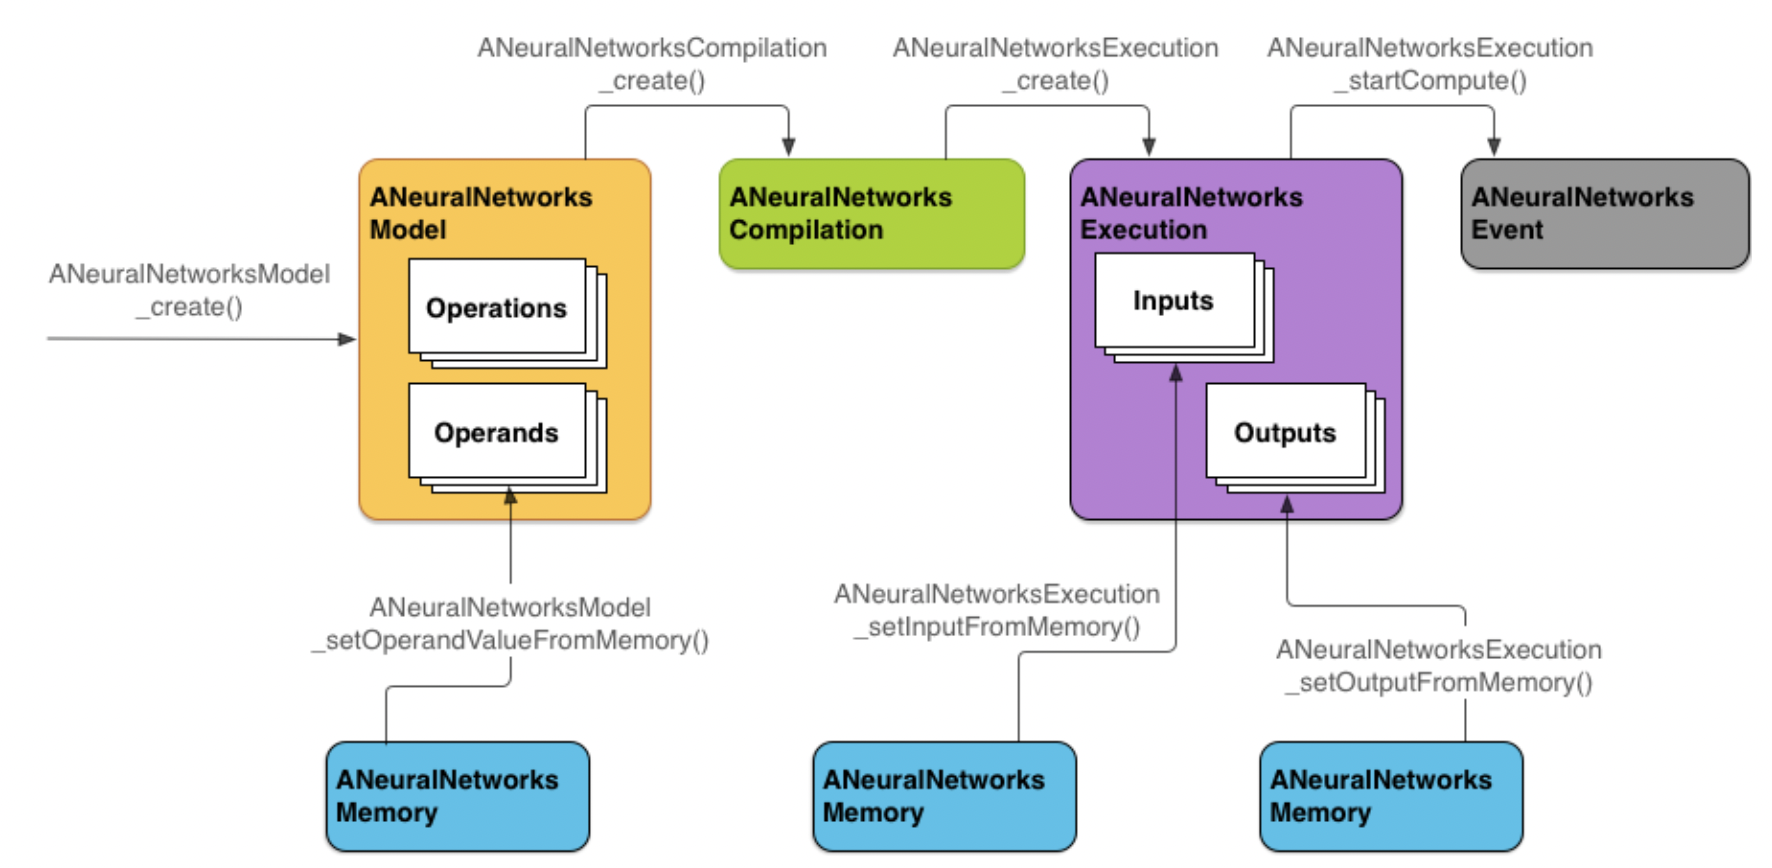 ANeuralNetworksCompilation
_create()
ANeuralNetworksExecution
_create()
ANeuralNetworksExecution
_startCompute()
ANeuralNetworksModel
_create()
ANeuralNetworks
Model
Operations
Operands
ANeuralNetworks
Compilation
ANeuralNetworks
Execution
Inputs
Outputs
ANeuralNetworks
Event
ANeuralNetworksModel
_setOperandValueFromMemory()
ANeuralNetworksExecution
_setInputFromMemory()
ANeuralNetworksExecution
_setOutputFromMemory()
ANeuralNetworks
Memory
ANeuralNetworks
Memory
ANeuralNetworks
Memory